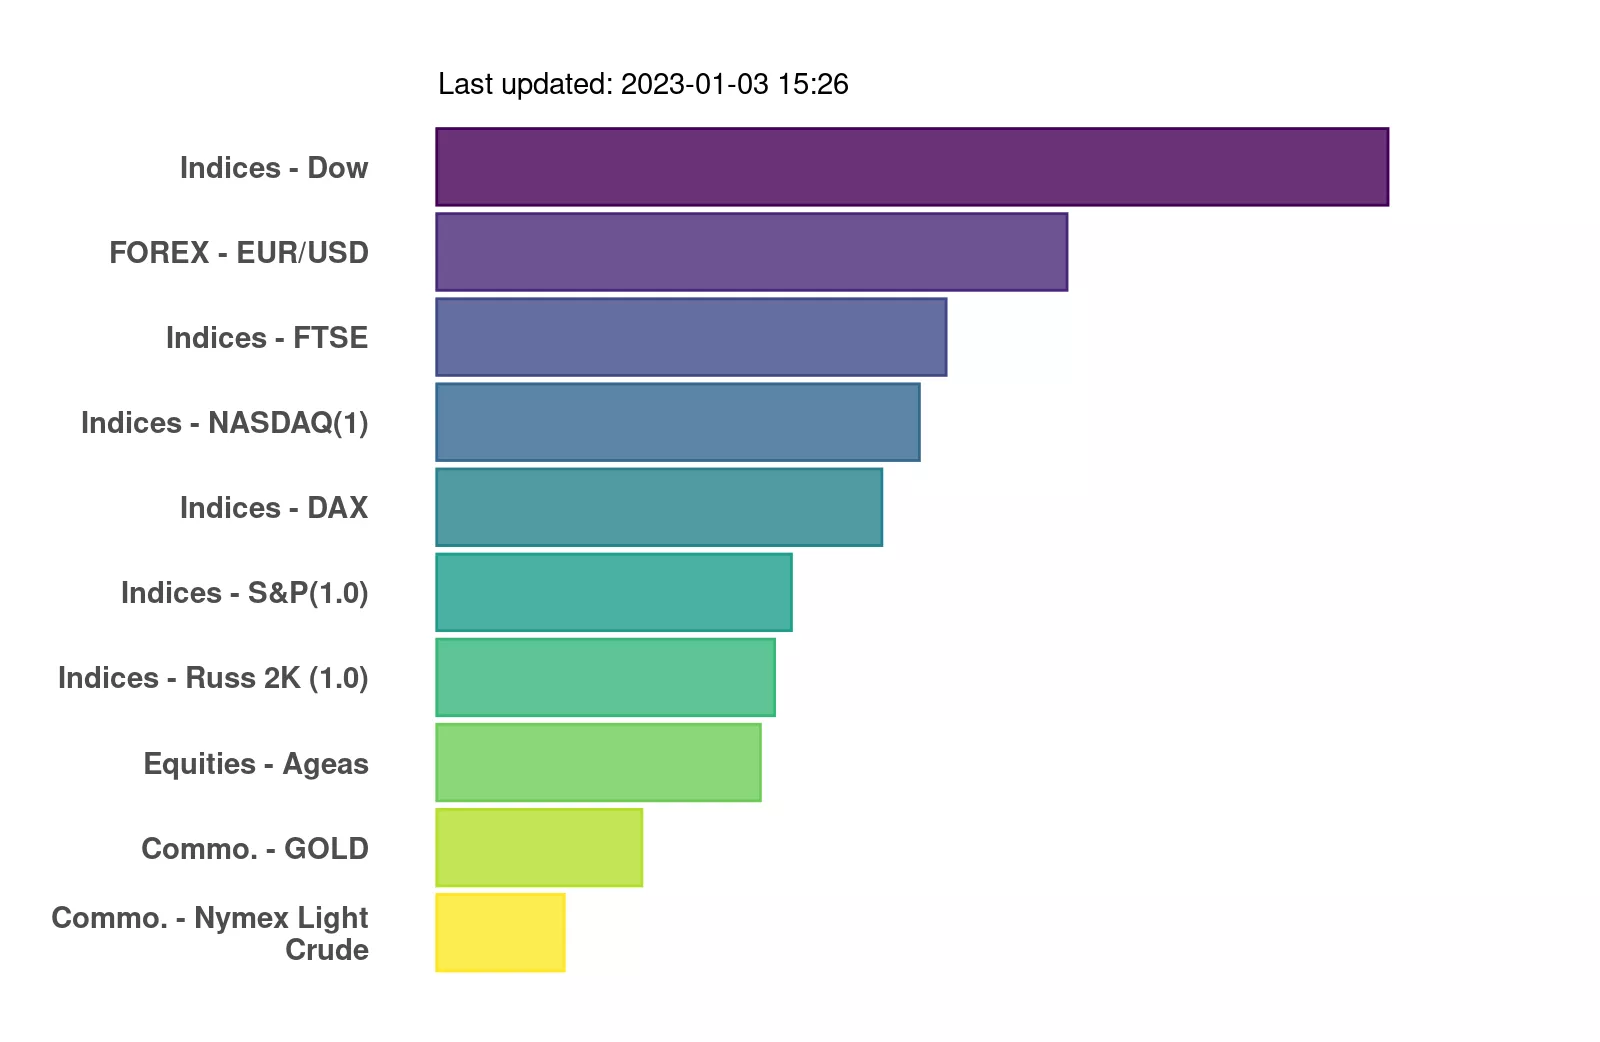 Last updated: 2023-01-03 15:26
Indices - Dow
FOREX - EUR/USD
Indices - FTSE
Indices - NASDAQ(1)
Indices - DAX
Indices - S&P(1.0)
Indices - Russ 2K (1.0)
Equities - Ageas
Commo. - GOLD
Commo. - Nymex Light
Crude